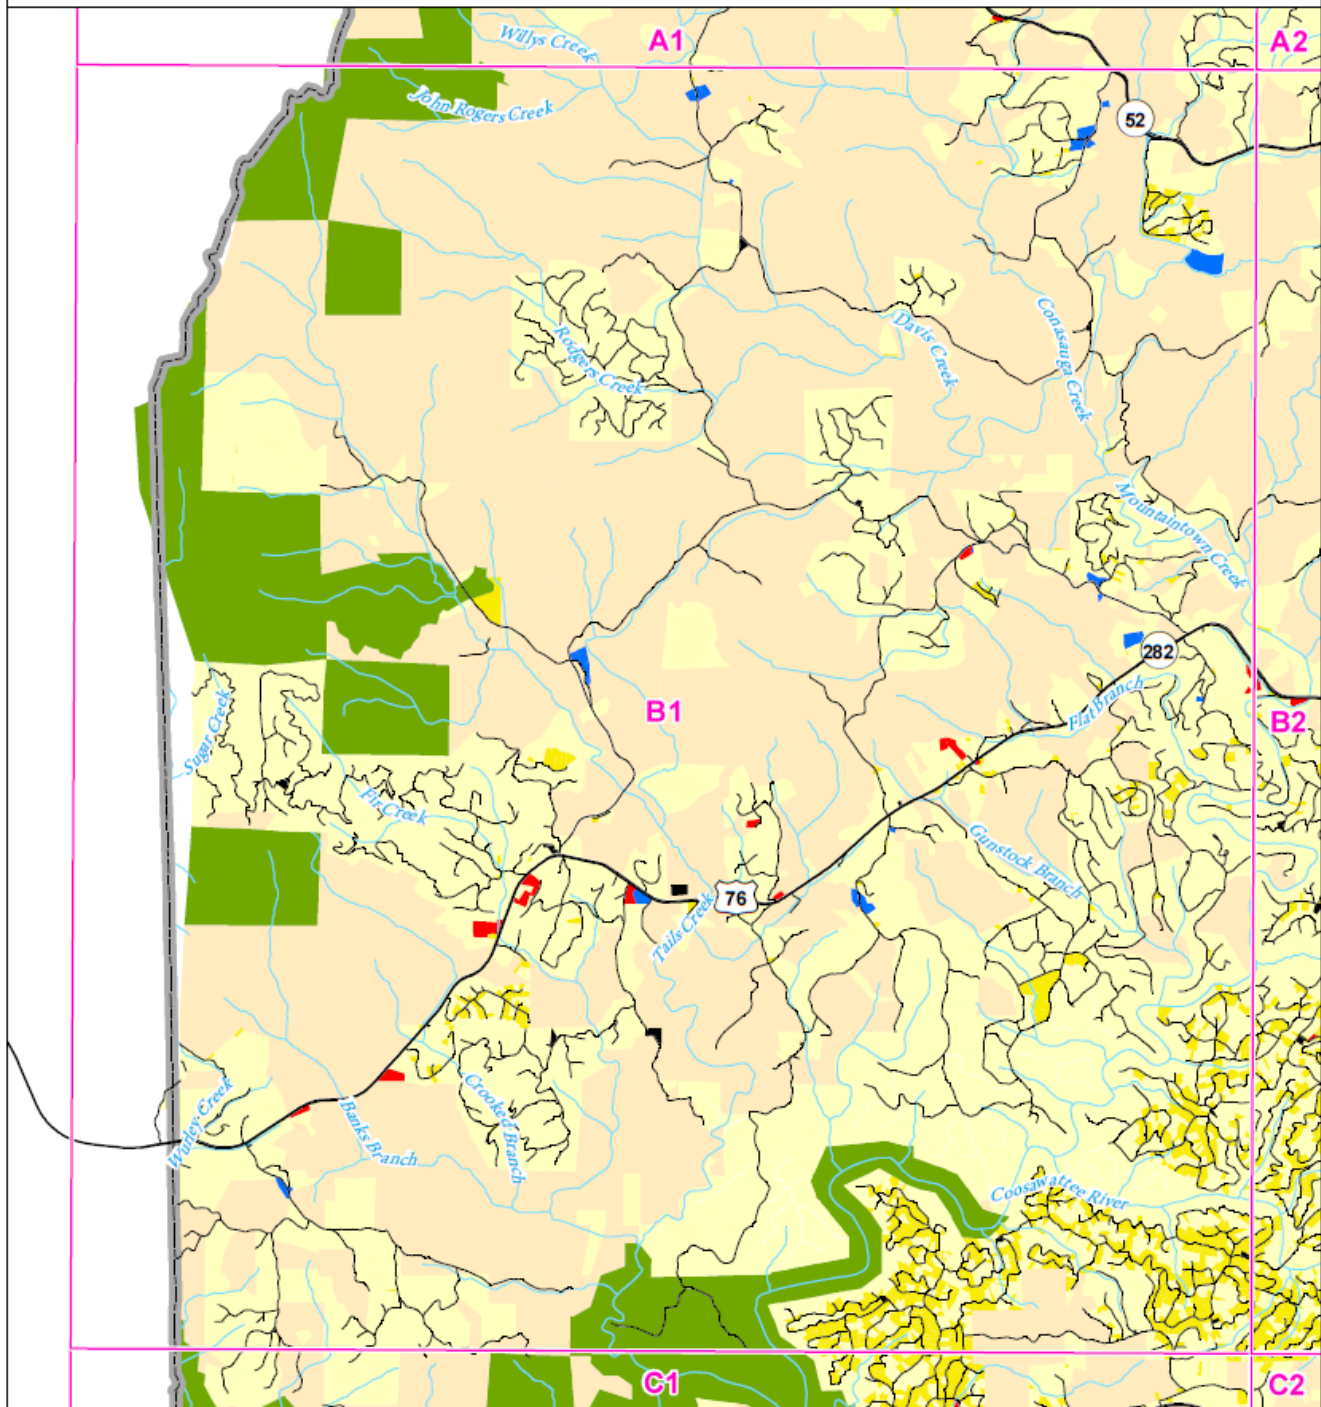 Willys Creek
A1
A2
John Rogers Creek
52
Rodgers Creek
Davis Creek
Conasauga Creek
Mountaintown Creek
282
Sugar Creek
B1
Flat Branch
B2
Fir Creek
Gunstock Branch
76
Tails Creek
Wurley Creek
Banks Branch
Crooked Branch
Coosawattee River
C1
C2